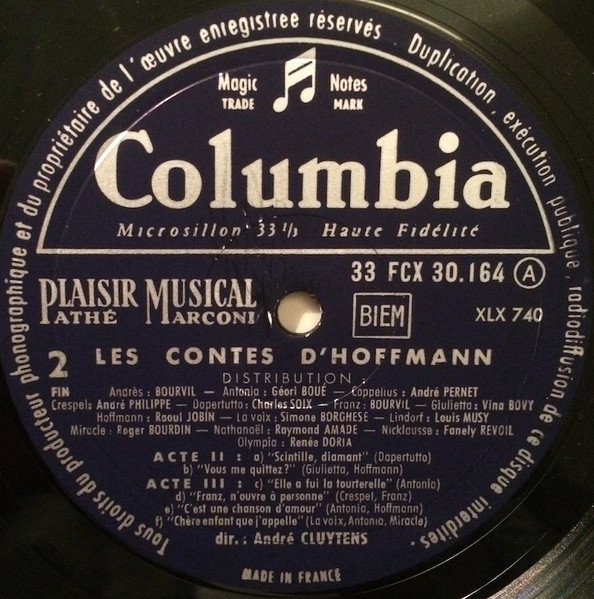 Tous droits du producteur phonographique et du propriétaire de l'œuvre enregistrée réservés Duplication, exécution publique, radiodiffusion de ce disque interdites.
Magic Notes
TRADE MARK
Columbia
Microsillon 33 1/3 Haute Fidélité
33 FCX 30.164 A
PLAISIR MUSICAL
PATHÉ MARCONI
BIEM
XLX 740
2 LES CONTES D'HOFFMANN
FIN
DISTRIBUTION :
Andrès : BOURVIL — Antonia : Géori BOUÉ — Coppélius : André PERNET
Crespel : André PHILIPPE — Dapertutto : Charles SOIX — Franz : BOURVIL — Giulietta : Vina BOVY
Hoffmann : Raoul JOBIN — La voix : Simone BORGHESE — Lindorf : Louis MUSY
Miracle : Roger BOURDIN — Nathanaël : Raymond AMADE — Nicklausse : Fanely REVOIL
Olympia : Renée DORIA
ACTE II : a) "Scintille, diamant" (Dapertutto)
b) "Vous me quittez?" (Giulietta, Hoffmann)
ACTE III : c) "Elle a fui la tourterelle" (Antonia)
d) "Franz, n'ouvre à personne" (Crespel, Franz)
e) "C'est une chanson d'amour" (Antonia, Hoffmann)
f) "Chère enfant que j'appelle" (La voix, Antonia, Miracle)
dir. : André CLUYTENS
MADE IN FRANCE